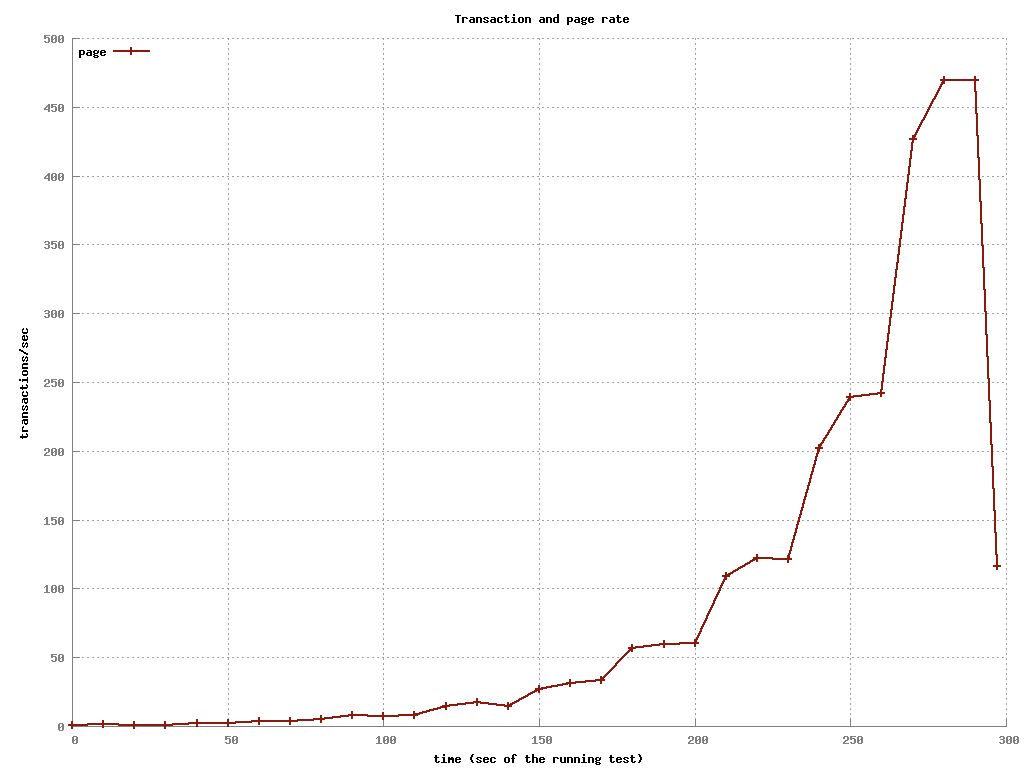 Transaction and page rate
page
500
450
400
350
300
250
200
150
100
50
0
transactions/sec
0 50 100 150 200 250 300
time (sec of the running test)